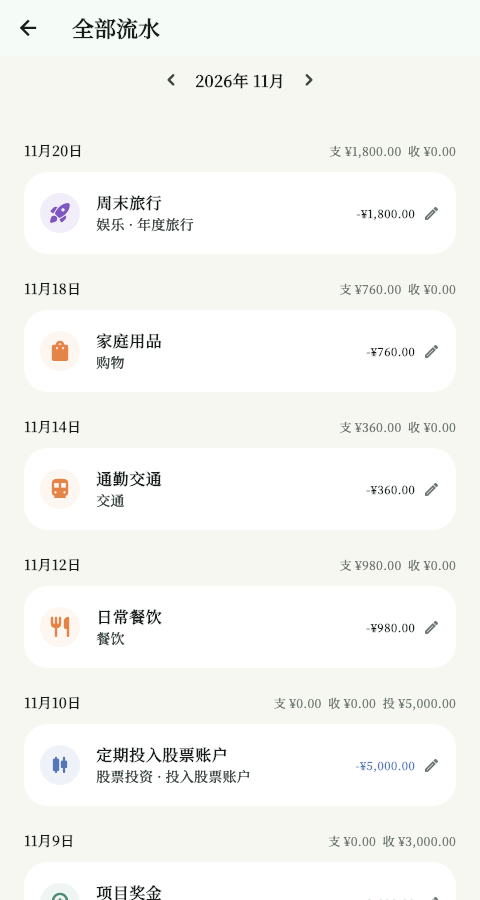 全部流水
2026年 11月
11月20日 支 ¥1,800.00 收 ¥0.00
周末旅行
娱乐 · 年度旅行
-¥1,800.00
11月18日 支 ¥760.00 收 ¥0.00
家庭用品
购物
-¥760.00
11月14日 支 ¥360.00 收 ¥0.00
通勤交通
交通
-¥360.00
11月12日 支 ¥980.00 收 ¥0.00
日常餐饮
餐饮
-¥980.00
11月10日 支 ¥0.00 收 ¥0.00 投 ¥5,000.00
定期投入股票账户
股票投资 · 投入股票账户
-¥5,000.00
11月9日 支 ¥0.00 收 ¥3,000.00
项目奖金